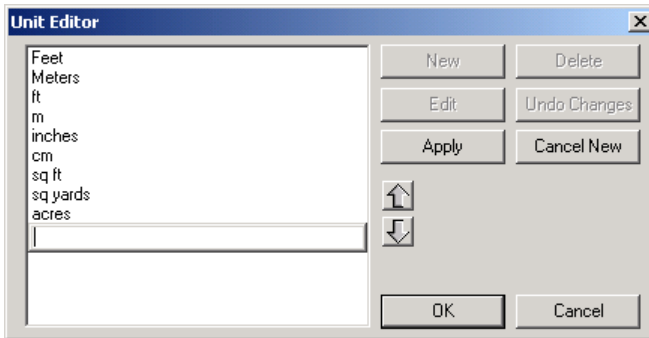 Unit Editor
Feet
Meters
ft
m
inches
cm
sq ft
sq yards
acres
New
Delete
Edit
Undo Changes
Apply
Cancel New
OK
Cancel